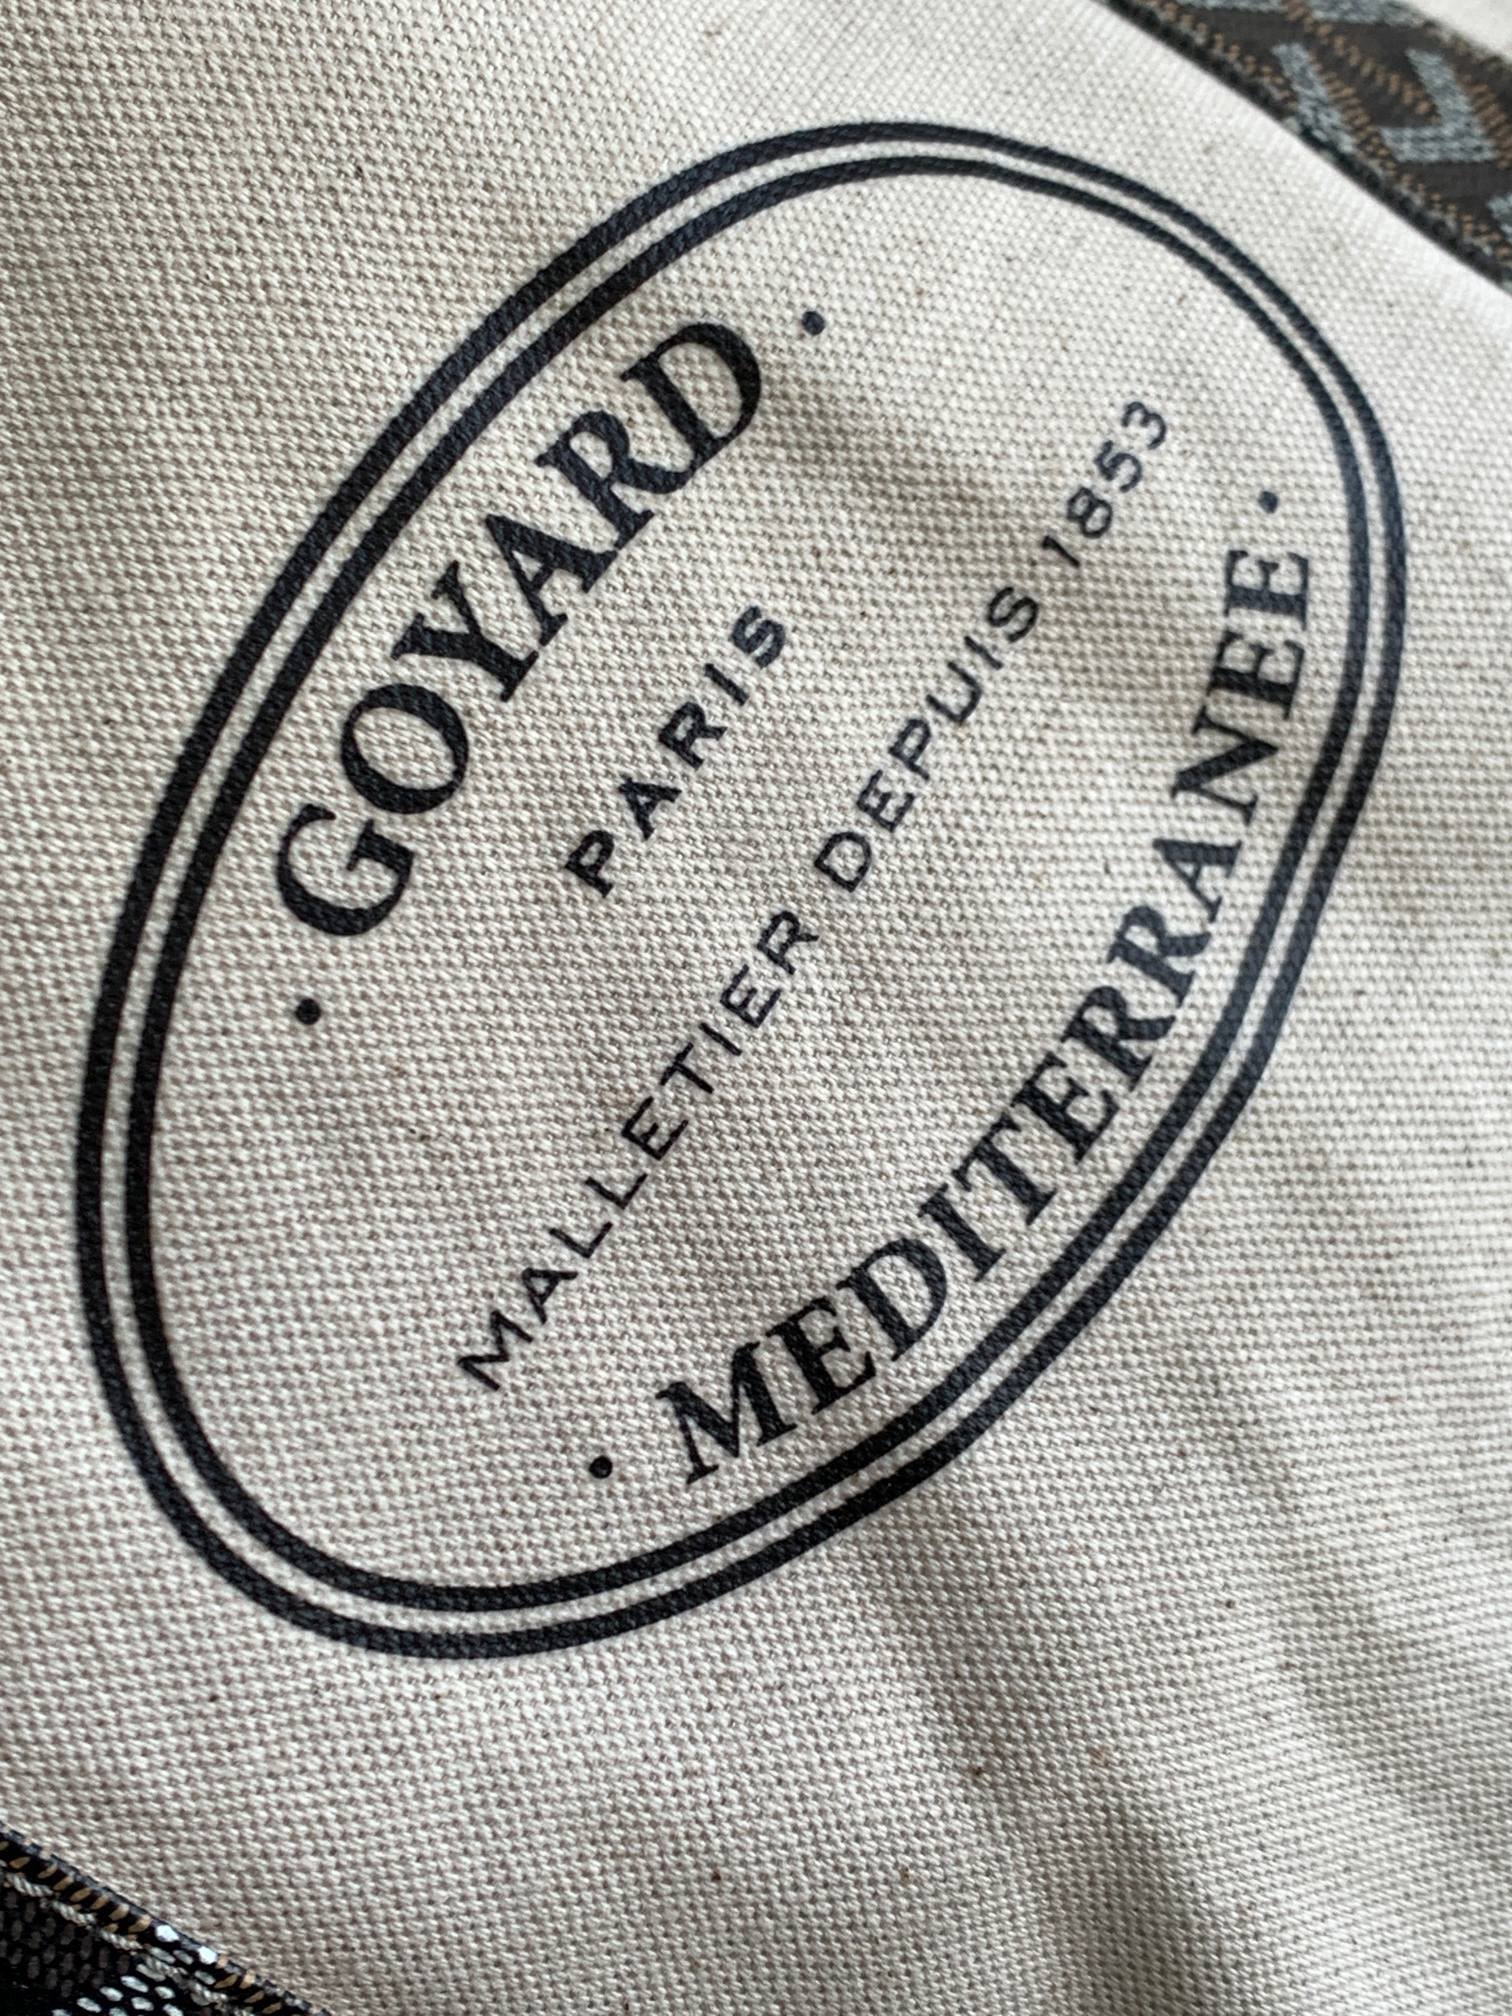 · GOYARD ·
PARIS
MALLETIER DEPUIS 1853
· MEDITERRANEE ·